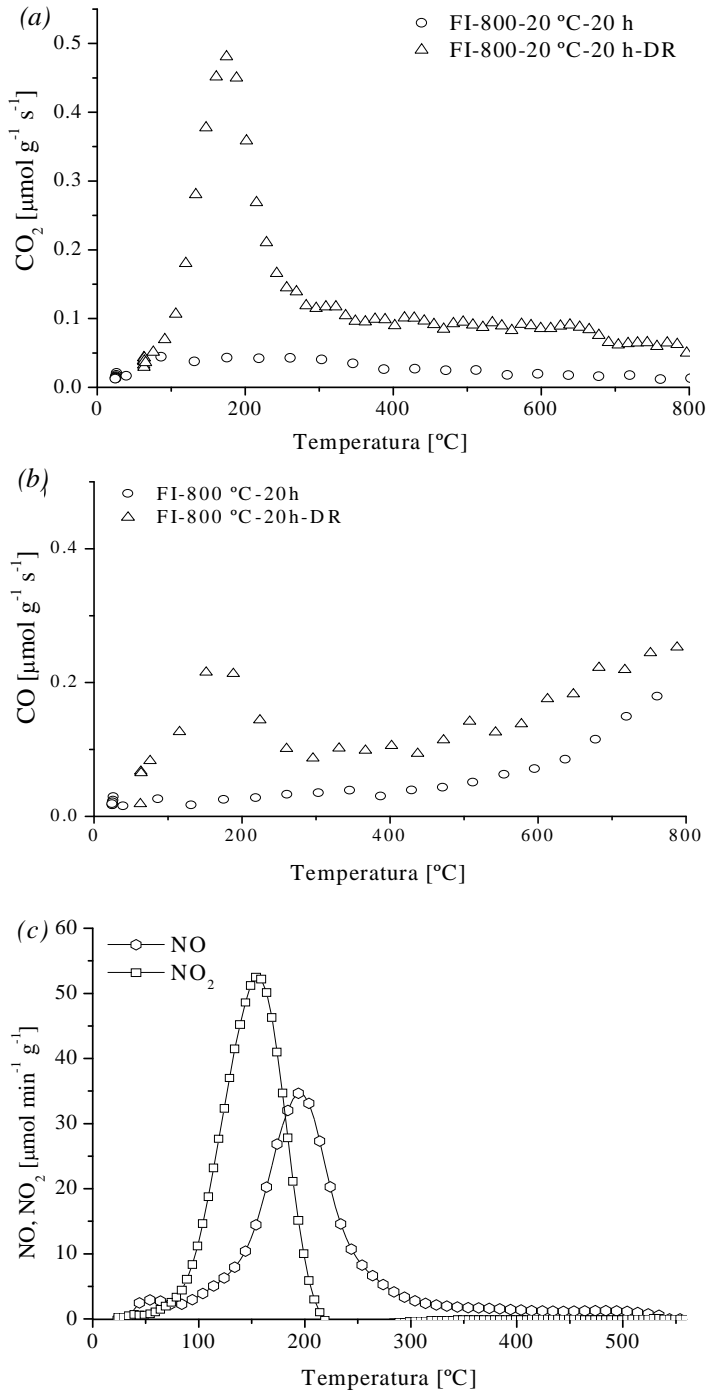 (a)
FI-800-20 ºC-20 h
FI-800-20 ºC-20 h-DR
CO₂ [µmol g⁻¹ s⁻¹]
0.5
0.4
0.3
0.2
0.1
0.0
0 200 400 600 800
Temperatura [ºC]
(b)
FI-800 ºC-20h
FI-800 ºC-20h-DR
CO [µmol g⁻¹ s⁻¹]
0.4
0.2
0.0
0 200 400 600 800
Temperatura [ºC]
(c)
NO
NO₂
NO, NO₂ [µmol min⁻¹ g⁻¹]
60
50
40
30
20
10
0
0 100 200 300 400 500
Temperatura [ºC]